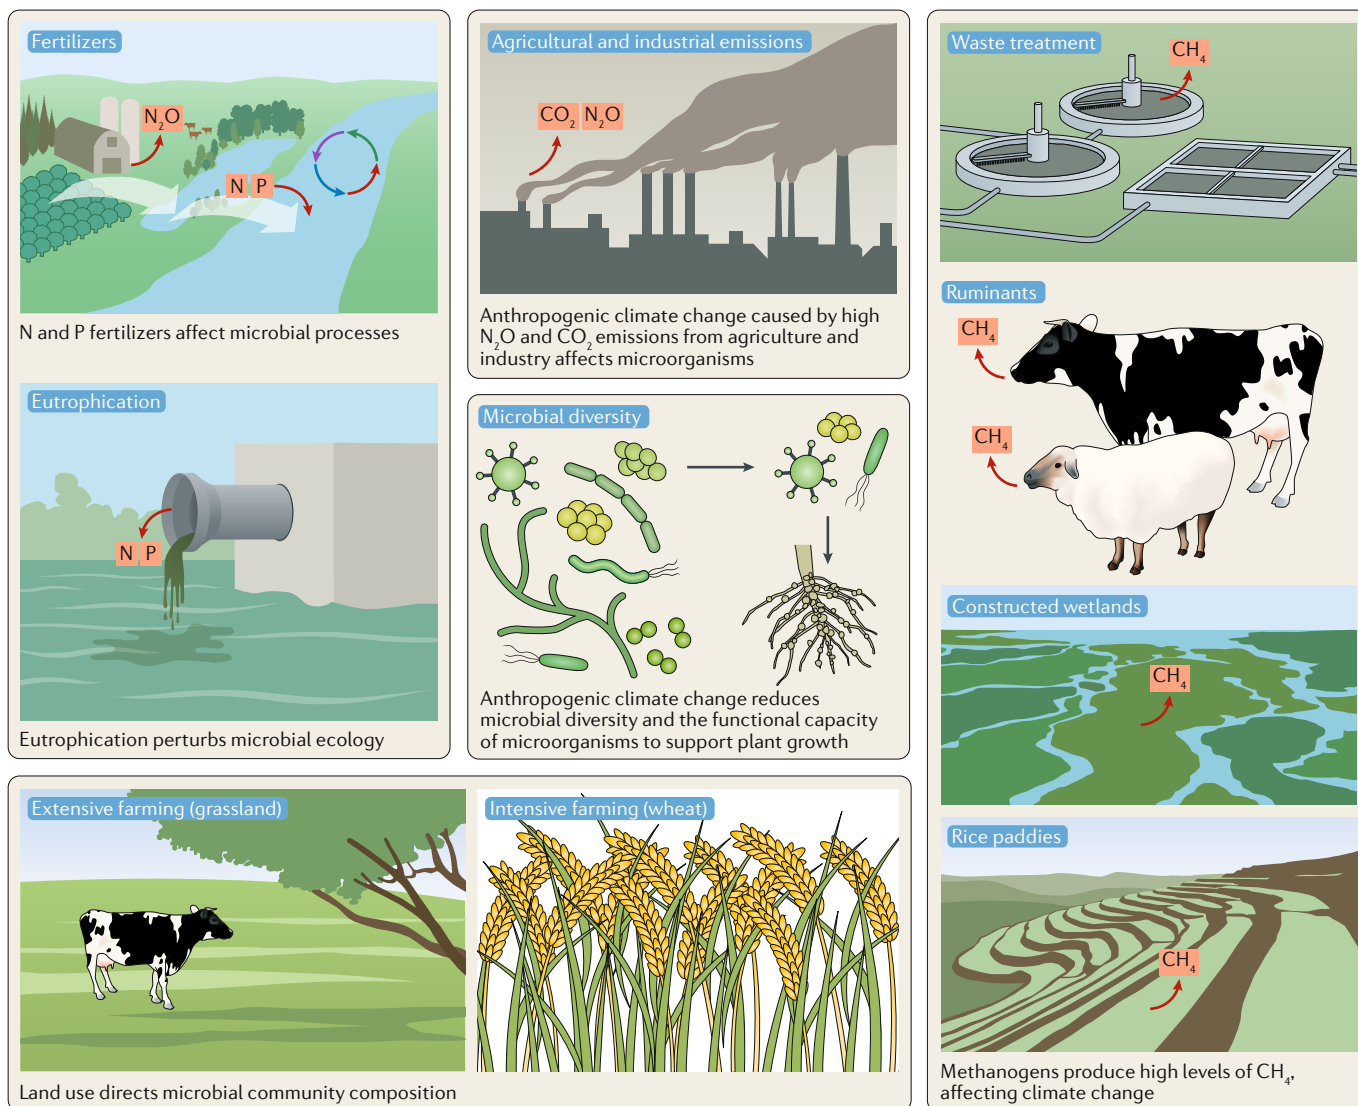 Fertilizers
N₂O
N P
N and P fertilizers affect microbial processes
Eutrophication
N P
Eutrophication perturbs microbial ecology
Agricultural and industrial emissions
CO₂ N₂O
Anthropogenic climate change caused by high
N₂O and CO₂ emissions from agriculture and
industry affects microorganisms
Microbial diversity
Anthropogenic climate change reduces
microbial diversity and the functional capacity
of microorganisms to support plant growth
Waste treatment
CH₄
Ruminants
CH₄
CH₄
Constructed wetlands
CH₄
Rice paddies
CH₄
Methanogens produce high levels of CH₄,
affecting climate change
Extensive farming (grassland)
Intensive farming (wheat)
Land use directs microbial community composition